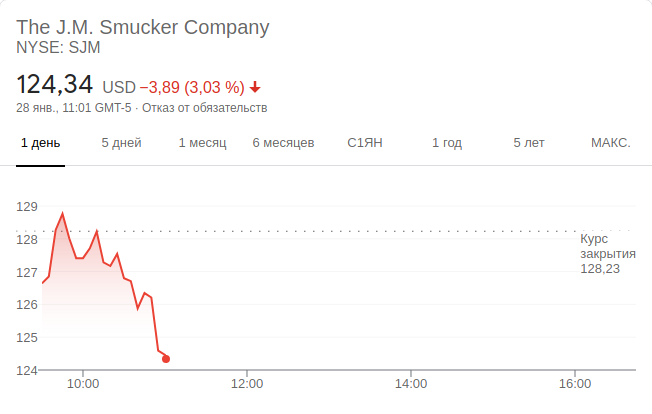 The J.M. Smucker Company
NYSE: SJM
124,34 USD −3,89 (3,03 %)
28 янв., 11:01 GMT-5 · Отказ от обязательств
1 день 5 дней 1 месяц 6 месяцев С1ЯН 1 год 5 лет МАКС.
129
128
127
126
125
124
Курс
закрытия
128,23
10:00 12:00 14:00 16:00